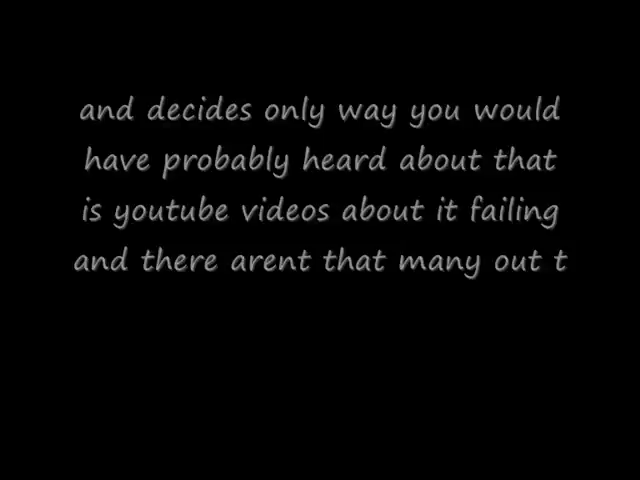 and decides only way you would
have probably heard about that
is youtube videos about it failing
and there arent that many out t